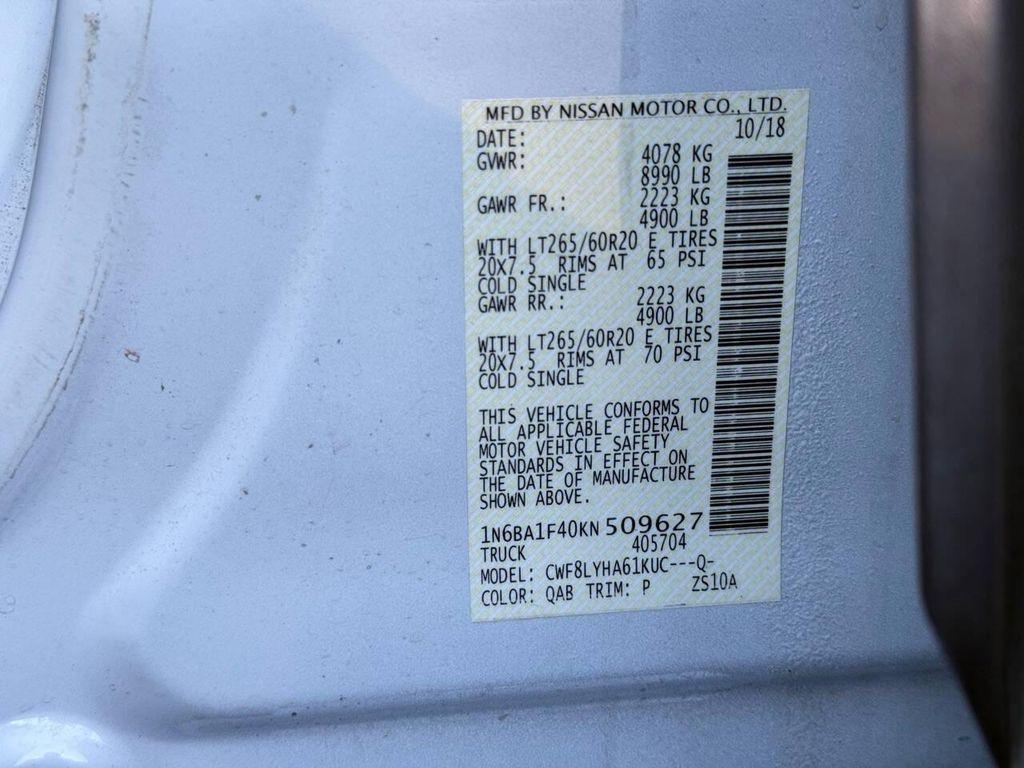 MFD BY NISSAN MOTOR CO., LTD.
DATE: 10/18
GVWR: 4078 KG
8990 LB
GAWR FR.: 2223 KG
4900 LB
WITH LT265/60R20 E TIRES
20X7.5 RIMS AT 65 PSI
COLD SINGLE
GAWR RR.: 2223 KG
4900 LB
WITH LT265/60R20 E TIRES
20X7.5 RIMS AT 70 PSI
COLD SINGLE
THIS VEHICLE CONFORMS TO
ALL APPLICABLE FEDERAL
MOTOR VEHICLE SAFETY
STANDARDS IN EFFECT ON
THE DATE OF MANUFACTURE
SHOWN ABOVE.
1N6BA1F40KN509627
TRUCK 405704
MODEL: CWF8LYHA61KUC---Q-
COLOR: QAB TRIM: P ZS10A